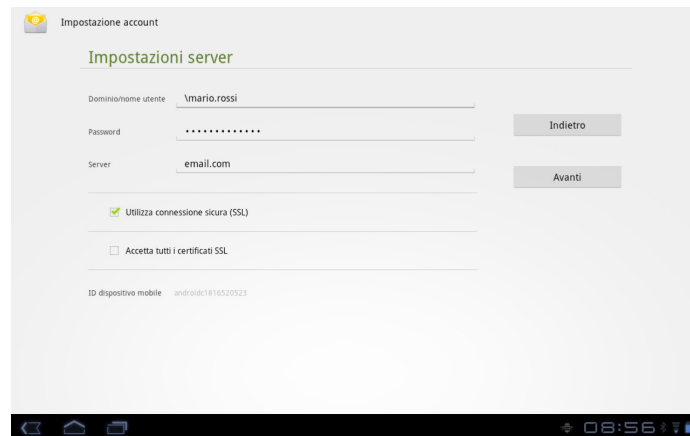 Impostazione account
Impostazioni server
Dominio/nome utente \mario.rossi
Password •••••••••••••
Indietro
Server email.com
Avanti
Utilizza connessione sicura (SSL)
Accetta tutti i certificati SSL
ID dispositivo mobile androidc1816520523
08:56